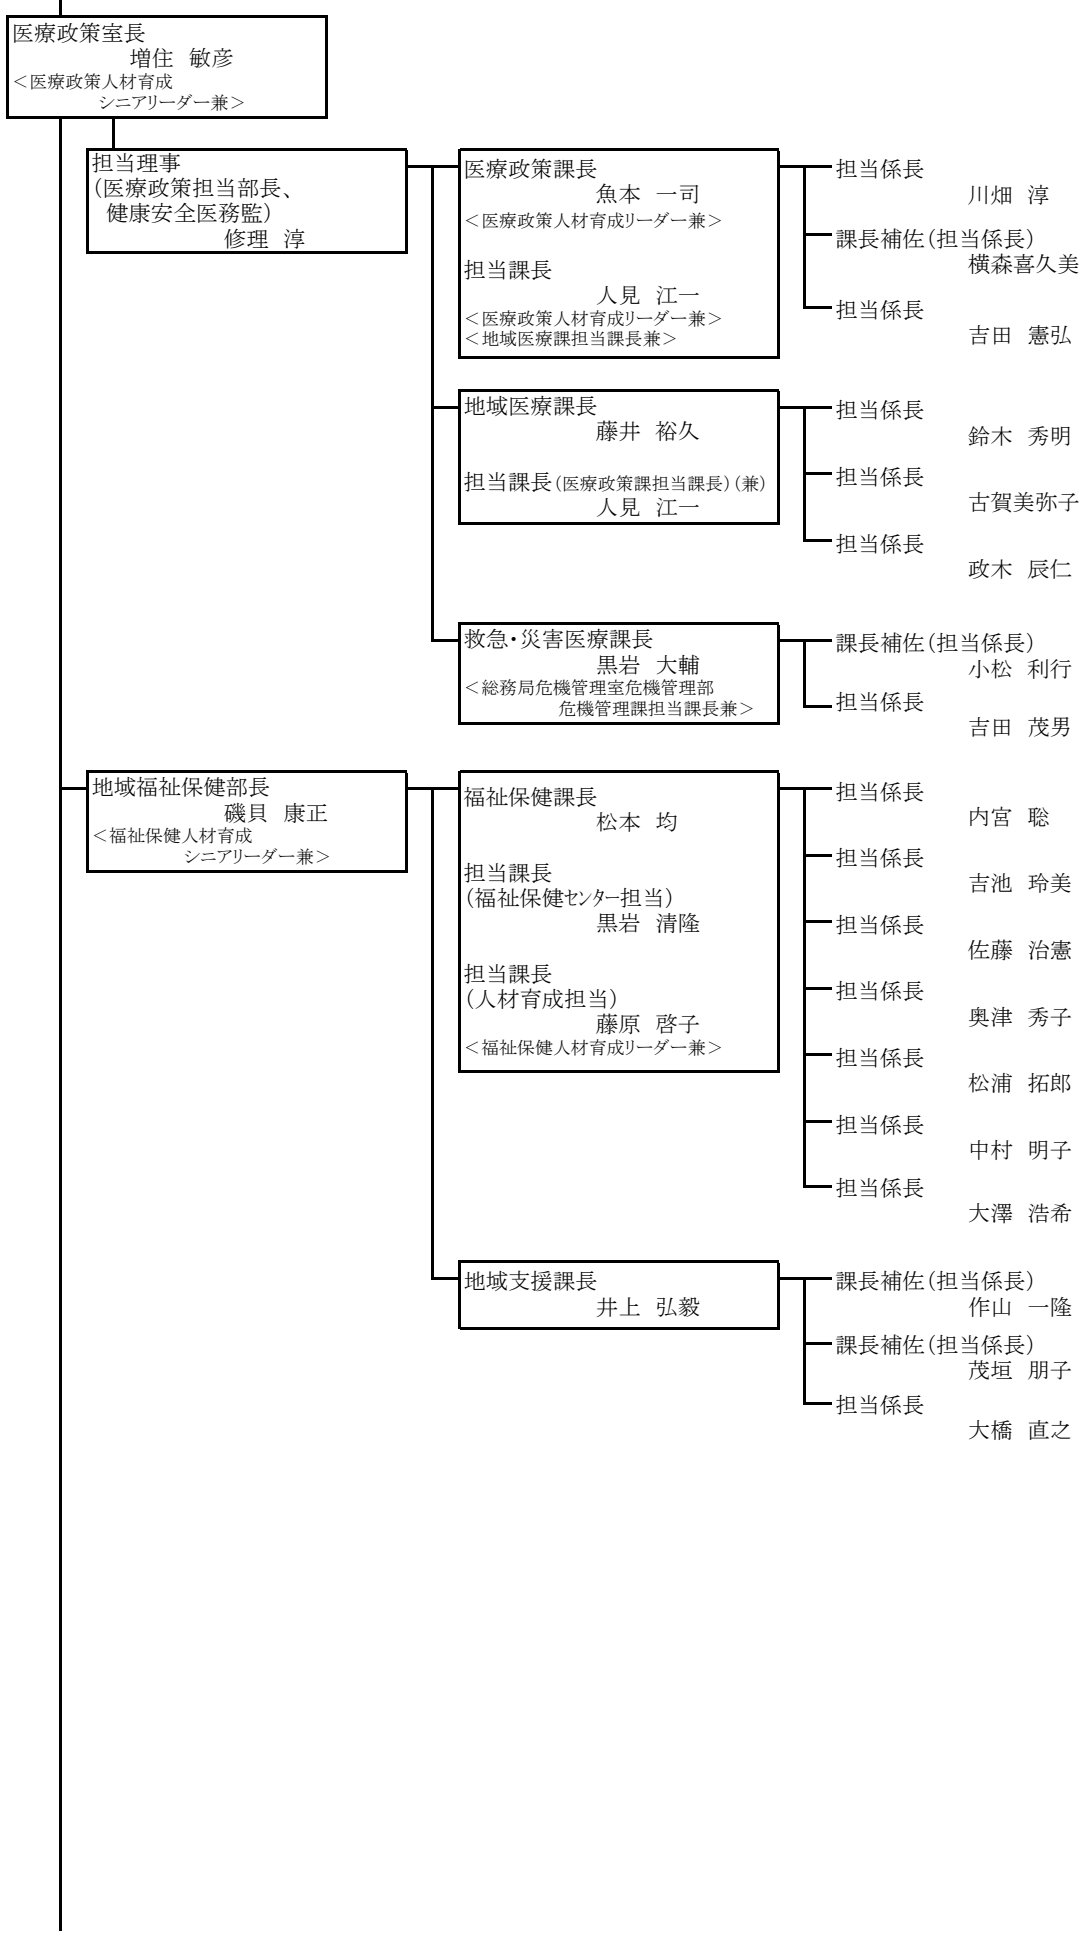 医療政策室長
増住 敏彦
＜医療政策人材育成
シニアリーダー兼＞
担当理事
(医療政策担当部長、
健康安全医務監)
修理 淳
医療政策課長
魚本 一司
＜医療政策人材育成リーダー兼＞
担当課長
人見 江一
＜医療政策人材育成リーダー兼＞
＜地域医療課担当課長兼＞
担当係長
川畑 淳
課長補佐(担当係長)
横森喜久美
担当係長
吉田 憲弘
地域医療課長
藤井 裕久
担当課長(医療政策課担当課長)(兼)
人見 江一
担当係長
鈴木 秀明
担当係長
古賀美弥子
担当係長
政木 辰仁
救急・災害医療課長
黒岩 大輔
＜総務局危機管理室危機管理部
危機管理課担当課長兼＞
課長補佐(担当係長)
小松 利行
担当係長
吉田 茂男
地域福祉保健部長
磯貝 康正
＜福祉保健人材育成
シニアリーダー兼＞
福祉保健課長
松本 均
担当課長
(福祉保健センター担当)
黒岩 清隆
担当課長
(人材育成担当)
藤原 啓子
＜福祉保健人材育成リーダー兼＞
担当係長
内宮 聡
担当係長
吉池 玲美
担当係長
佐藤 治憲
担当係長
奥津 秀子
担当係長
松浦 拓郎
担当係長
中村 明子
担当係長
大澤 浩希
地域支援課長
井上 弘毅
課長補佐(担当係長)
作山 一隆
課長補佐(担当係長)
茂垣 朋子
担当係長
大橋 直之